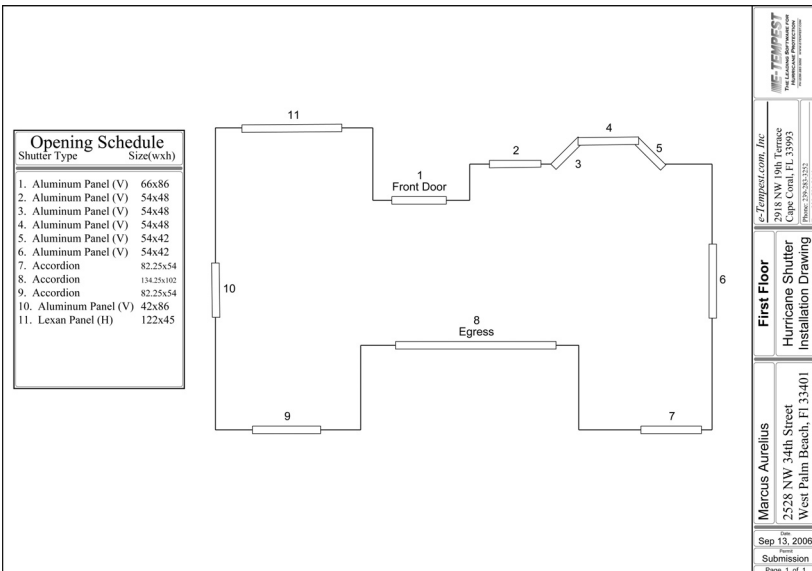 Opening Schedule
Shutter Type Size(wxh)
1. Aluminum Panel (V) 66x86
2. Aluminum Panel (V) 54x48
3. Aluminum Panel (V) 54x48
4. Aluminum Panel (V) 54x48
5. Aluminum Panel (V) 54x42
6. Aluminum Panel (V) 54x42
7. Accordion 82.25x54
8. Accordion 134.25x102
9. Accordion 82.25x54
10. Aluminum Panel (V) 42x86
11. Lexan Panel (H) 122x45
11
1
Front Door
2
3
4
5
6
7
8
Egress
9
10
E-TEMPEST
The Leading Software for
Hurricane Protection
e-Tempest.com, Inc
2918 NW 19th Terrace
Cape Coral, FL 33993
Phone: 239-283-3252
First Floor
Hurricane Shutter
Installation Drawing
Marcus Aurelius
2528 NW 34th Street
West Palm Beach, Fl 33401
Date
Sep 13, 2006
Permit
Submission
Page 1 of 1